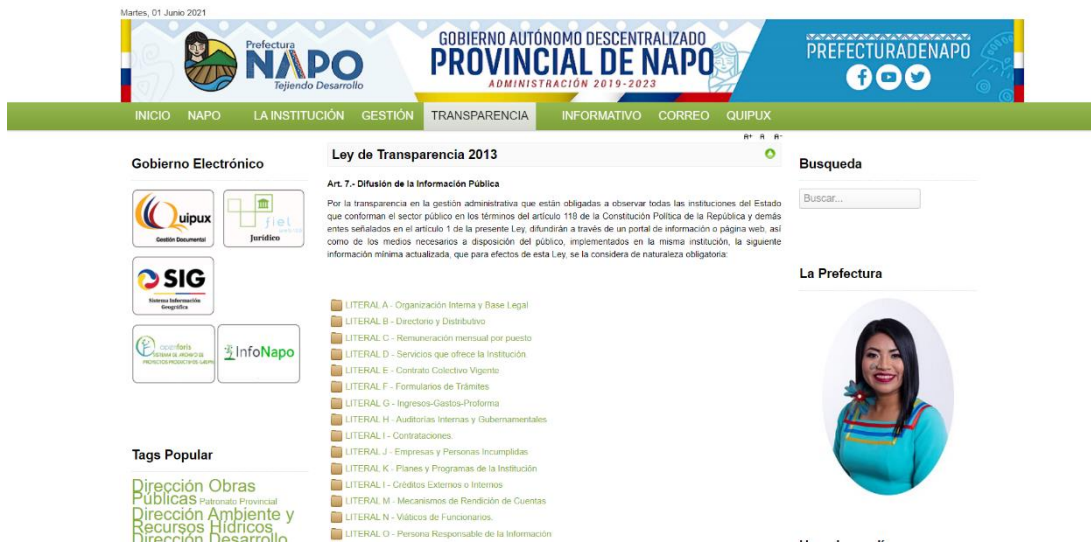 Martes, 01 Junio 2021
Prefectura
NAPO
Tejiendo Desarrollo
GOBIERNO AUTÓNOMO DESCENTRALIZADO
PROVINCIAL DE NAPO
ADMINISTRACIÓN 2019-2023
PREFECTURADENAPO
INICIO NAPO LA INSTITUCIÓN GESTIÓN TRANSPARENCIA INFORMATIVO CORREO QUIPUX
A+ A A-
Gobierno Electrónico
Quipux
Gestión Documental
fiel
Jurídico
SIG
Sistema Información
Geográfica
InfoNapo
Tags Popular
Dirección Obras
Públicas Patronato Provincial
Dirección Ambiente y
Recursos Hídricos
Dirección Desarrollo
Ley de Transparencia 2013
Art. 7.- Difusión de la Información Pública
Por la transparencia en la gestión administrativa que están obligadas a observar todas las instituciones del Estado
que conforman el sector público en los términos del artículo 118 de la Constitución Política de la República y demás
entes señalados en el artículo 1 de la presente Ley, difundirán a través de un portal de información o página web, así
como de los medios necesarios a disposición del público, implementados en la misma institución, la siguiente
información mínima actualizada, que para efectos de esta Ley, se la considera de naturaleza obligatoria:
LITERAL A - Organización Interna y Base Legal
LITERAL B - Directorio y Distributivo
LITERAL C - Remuneración mensual por puesto
LITERAL D - Servicios que ofrece la Institución
LITERAL E - Contrato Colectivo Vigente
LITERAL F - Formularios de Trámites
LITERAL G - Ingresos-Gastos-Proforma
LITERAL H - Auditorías Internas y Gubernamentales
LITERAL I - Contrataciones.
LITERAL J - Empresas y Personas Incumplidas
LITERAL K - Planes y Programas de la Institución
LITERAL l - Créditos Externos o Internos
LITERAL M - Mecanismos de Rendición de Cuentas
LITERAL N - Viáticos de Funcionarios.
LITERAL O - Persona Responsable de la Información
Busqueda
Buscar...
La Prefectura